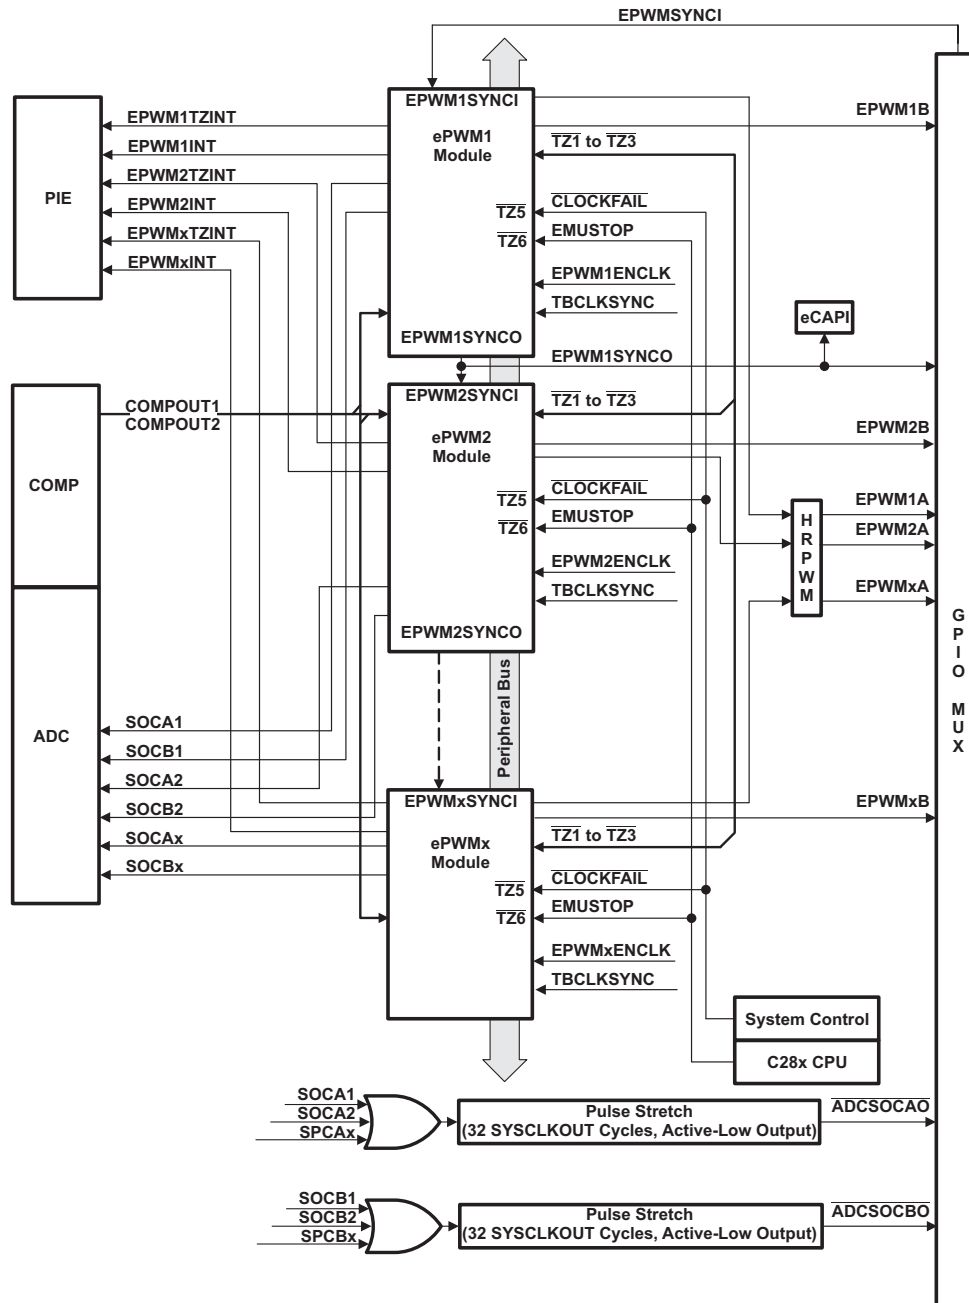 EPWMSYNCI
EPWM1SYNCI
EPWM1TZINT
EPWM1B
EPWM1INT
ePWM1
Module
TZ1 to TZ3
EPWM2TZINT
PIE
EPWM2INT
TZ5
CLOCKFAIL
EPWMxTZINT
TZ6
EMUSTOP
EPWMxINT
EPWM1ENCLK
TBCLKSYNC
eCAPI
EPWM1SYNCO
EPWM1SYNCO
EPWM2SYNCI
COMPOUT1
COMPOUT2
TZ1 to TZ3
ePWM2
Module
EPWM2B
COMP
TZ5
CLOCKFAIL
TZ6
EMUSTOP
HRPWM
EPWM1A
EPWM2A
EPWM2ENCLK
TBCLKSYNC
EPWMxA
EPWM2SYNCO
GPIO MUX
Peripheral Bus
ADC
SOCA1
SOCB1
SOCA2
SOCB2
SOCAx
SOCBx
EPWMxSYNCI
EPWMxB
ePWMx
Module
TZ1 to TZ3
TZ5
CLOCKFAIL
TZ6
EMUSTOP
EPWMxENCLK
TBCLKSYNC
System Control
C28x CPU
SOCA1
SOCA2
SPCAx
Pulse Stretch
(32 SYSCLKOUT Cycles, Active-Low Output)
ADCSOCAO
SOCB1
SOCB2
SPCBx
Pulse Stretch
(32 SYSCLKOUT Cycles, Active-Low Output)
ADCSOCBO